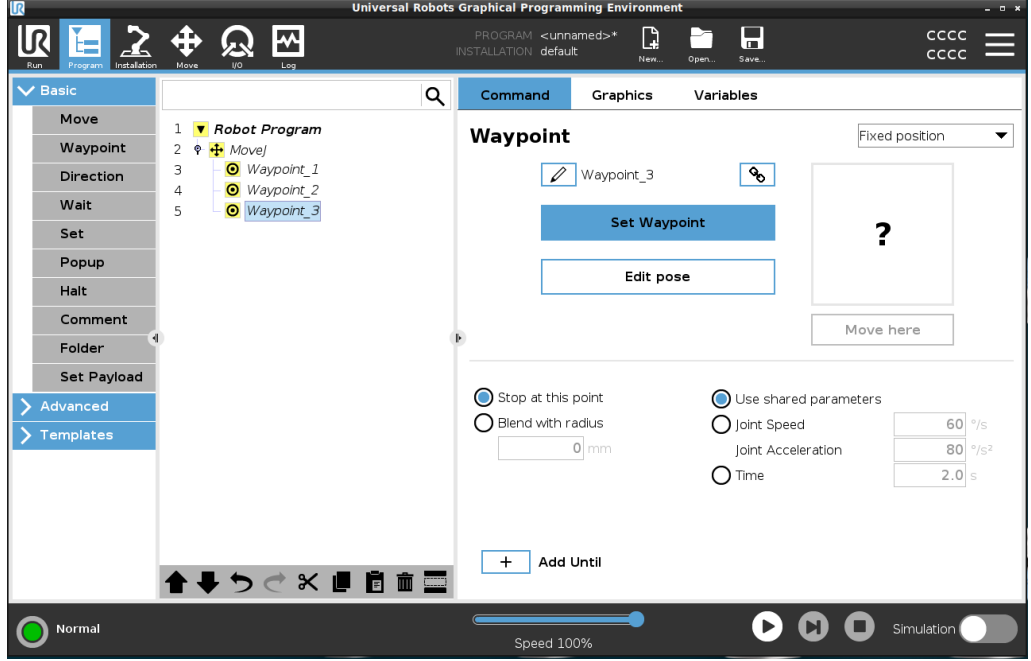 Universal Robots Graphical Programming Environment
UR
Run
Program
Installation
Move
I/O
Log
PROGRAM <unnamed>*
INSTALLATION default
New...
Open...
Save...
CCCC
CCCC
Basic
Move
Waypoint
Direction
Wait
Set
Popup
Halt
Comment
Folder
Set Payload
Advanced
Templates
1 Robot Program
2 MoveJ
3 Waypoint_1
4 Waypoint_2
5 Waypoint_3
Command Graphics Variables
Waypoint
Fixed position
Waypoint_3
Set Waypoint
Edit pose
?
Move here
Stop at this point
Blend with radius
0 mm
Use shared parameters
Joint Speed 60 °/s
Joint Acceleration 80 °/s²
Time 2.0 s
+ Add Until
Normal
Speed 100%
Simulation